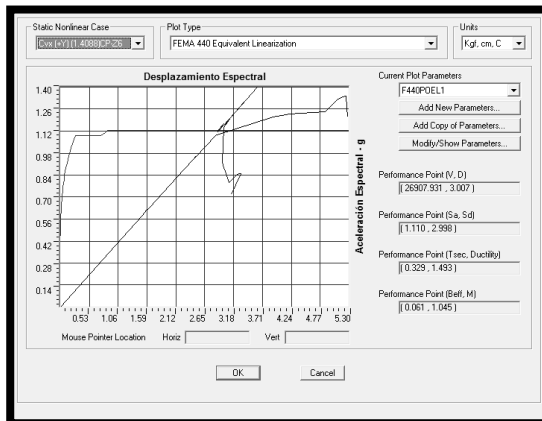 Static Nonlinear Case
Cvx (+Y) (1.4088)CP-Z6
Plot Type
FEMA 440 Equivalent Linearization
Units
Kgf, cm, C
Desplazamiento Espectral
1.40
1.26
1.12
0.98
0.84
0.70
0.56
0.42
0.28
0.14
0.53 1.06 1.59 2.12 2.65 3.18 3.71 4.24 4.77 5.30
Aceleración Espectral - g
Mouse Pointer Location Horiz Vert
Current Plot Parameters
F440POEL1
Add New Parameters...
Add Copy of Parameters...
Modify/Show Parameters...
Performance Point (V, D)
( 26907.931 , 3.007 )
Performance Point (Sa, Sd)
( 1.110 , 2.998 )
Performance Point (Tsec, Ductility)
( 0.329 , 1.493 )
Performance Point (Beff, M)
( 0.061 , 1.045 )
OK
Cancel